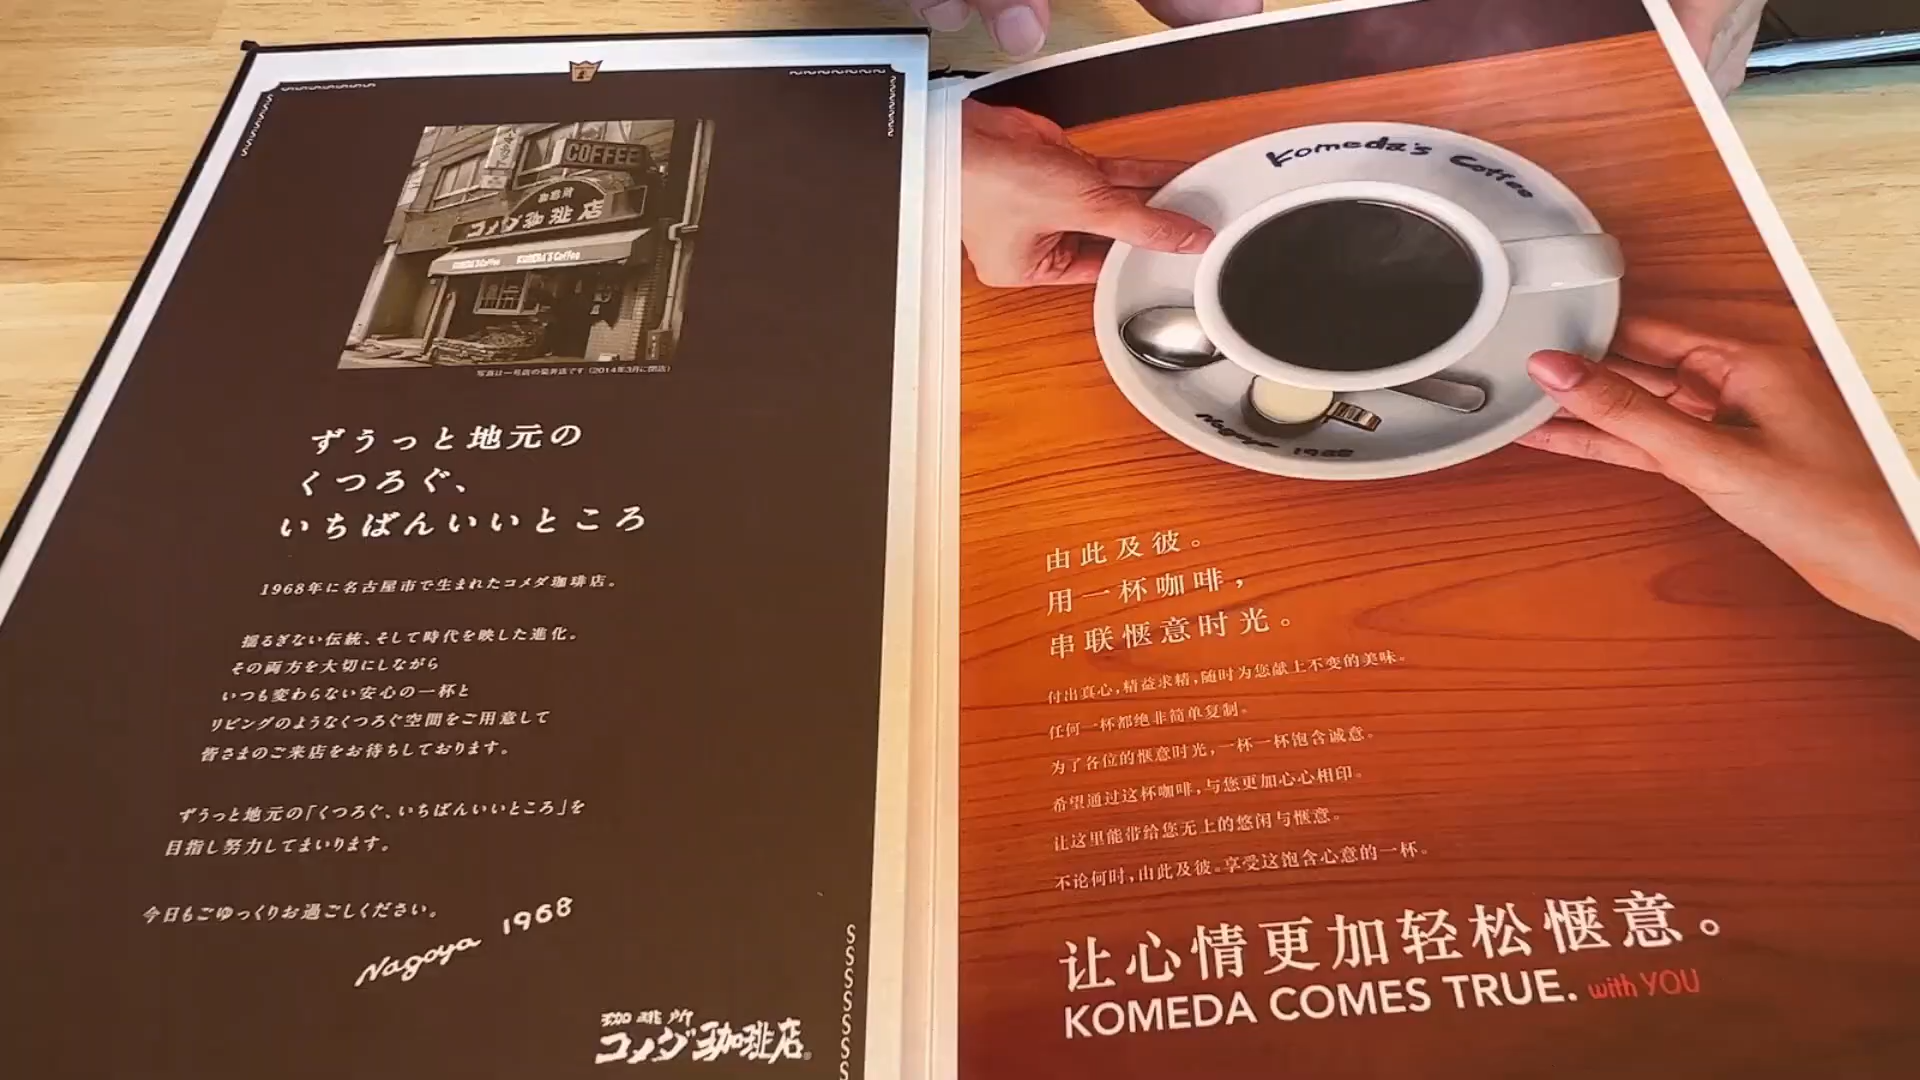 COFFEE
珈琲所
コメダ珈琲店
KOMEDA'S Coffee KOMEDA'S Coffee
写真は一号店の菊井店です(2014年3月に閉店)
ずうっと地元の
くつろぐ、
いちばんいいところ
1968年に名古屋市で生まれたコメダ珈琲店。
揺るぎない伝統、そして時代を映した進化。
その両方を大切にしながら
いつも変わらない安心の一杯と
リビングのようなくつろぐ空間をご用意して
皆さまのご来店をお待ちしております。
ずうっと地元の「くつろぐ、いちばんいいところ」を
目指し努力してまいります。
今日もごゆっくりお過ごしください。
Nagoya 1968
珈琲所
コメダ珈琲店®
Komeda's Coffee
Nagoya 1968
由此及彼。
用一杯咖啡，
串联惬意时光。
付出真心，精益求精，随时为您献上不变的美味。
任何一杯都绝非简单复制。
为了各位的惬意时光，一杯一杯饱含诚意。
希望通过这杯咖啡，与您更加心心相印。
让这里能带给您无上的悠闲与惬意。
不论何时，由此及彼。享受这饱含心意的一杯。
让心情更加轻松惬意。
KOMEDA COMES TRUE. with YOU